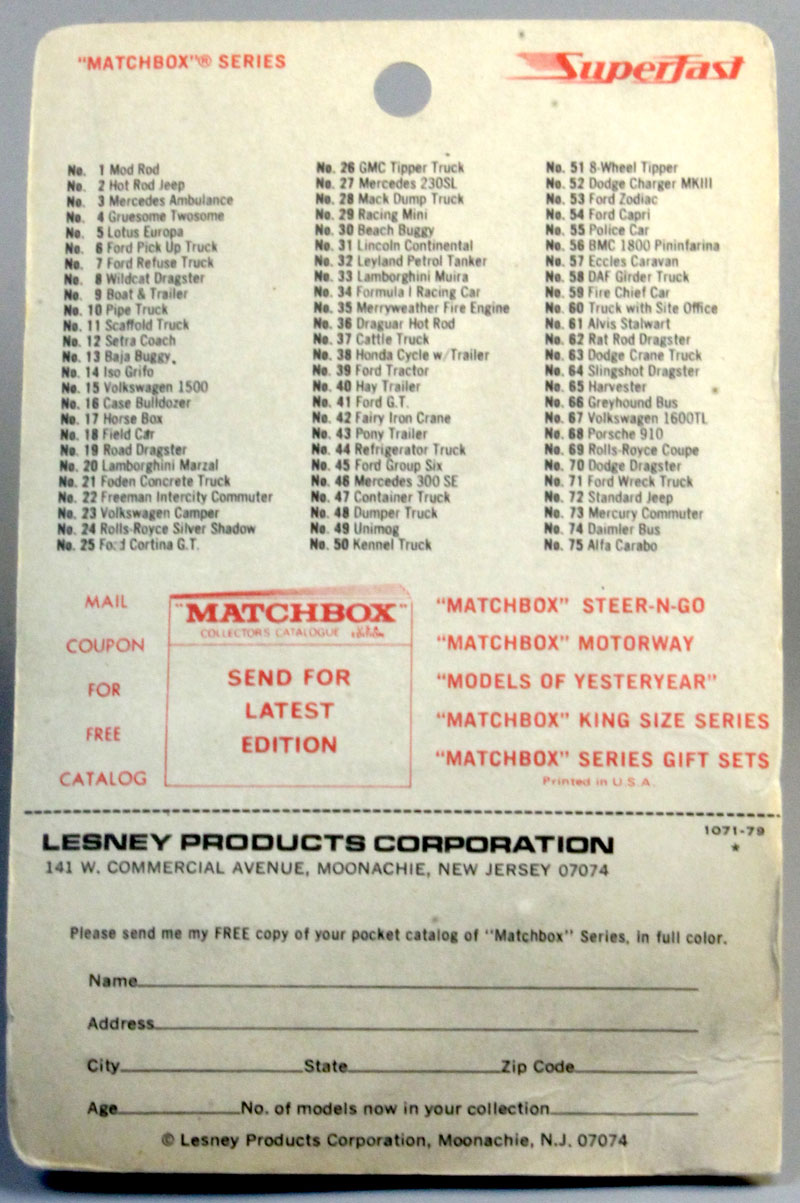 "MATCHBOX"® SERIES
Superfast
No. 1 Mod Rod
No. 2 Hot Rod Jeep
No. 3 Mercedes Ambulance
No. 4 Gruesome Twosome
No. 5 Lotus Europa
No. 6 Ford Pick Up Truck
No. 7 Ford Refuse Truck
No. 8 Wildcat Dragster
No. 9 Boat & Trailer
No. 10 Pipe Truck
No. 11 Scaffold Truck
No. 12 Setra Coach
No. 13 Baja Buggy
No. 14 Iso Grifo
No. 15 Volkswagen 1500
No. 16 Case Bulldozer
No. 17 Horse Box
No. 18 Field Car
No. 19 Road Dragster
No. 20 Lamborghini Marzal
No. 21 Foden Concrete Truck
No. 22 Freeman Intercity Commuter
No. 23 Volkswagen Camper
No. 24 Rolls-Royce Silver Shadow
No. 25 Ford Cortina G.T.
No. 26 GMC Tipper Truck
No. 27 Mercedes 230SL
No. 28 Mack Dump Truck
No. 29 Racing Mini
No. 30 Beach Buggy
No. 31 Lincoln Continental
No. 32 Leyland Petrol Tanker
No. 33 Lamborghini Muira
No. 34 Formula I Racing Car
No. 35 Merryweather Fire Engine
No. 36 Draguar Hot Rod
No. 37 Cattle Truck
No. 38 Honda Cycle w/Trailer
No. 39 Ford Tractor
No. 40 Hay Trailer
No. 41 Ford G.T.
No. 42 Fairy Iron Crane
No. 43 Pony Trailer
No. 44 Refrigerator Truck
No. 45 Ford Group Six
No. 46 Mercedes 300 SE
No. 47 Container Truck
No. 48 Dumper Truck
No. 49 Unimog
No. 50 Kennel Truck
No. 51 8-Wheel Tipper
No. 52 Dodge Charger MKIII
No. 53 Ford Zodiac
No. 54 Ford Capri
No. 55 Police Car
No. 56 BMC 1800 Pininfarina
No. 57 Eccles Caravan
No. 58 DAF Girder Truck
No. 59 Fire Chief Car
No. 60 Truck with Site Office
No. 61 Alvis Stalwart
No. 62 Rat Rod Dragster
No. 63 Dodge Crane Truck
No. 64 Slingshot Dragster
No. 65 Harvester
No. 66 Greyhound Bus
No. 67 Volkswagen 1600TL
No. 68 Porsche 910
No. 69 Rolls-Royce Coupe
No. 70 Dodge Dragster
No. 71 Ford Wreck Truck
No. 72 Standard Jeep
No. 73 Mercury Commuter
No. 74 Daimler Bus
No. 75 Alfa Carabo
MAIL
COUPON
FOR
FREE
CATALOG
"MATCHBOX"
COLLECTORS CATALOGUE
SEND FOR
LATEST
EDITION
"MATCHBOX" STEER-N-GO
"MATCHBOX" MOTORWAY
"MODELS OF YESTERYEAR"
"MATCHBOX" KING SIZE SERIES
"MATCHBOX" SERIES GIFT SETS
Printed in U.S.A.
LESNEY PRODUCTS CORPORATION
1071-79
*
141 W. COMMERCIAL AVENUE, MOONACHIE, NEW JERSEY 07074
Please send me my FREE copy of your pocket catalog of "Matchbox" Series, in full color.
Name
Address
City State Zip Code
Age No. of models now in your collection
© Lesney Products Corporation, Moonachie, N.J. 07074